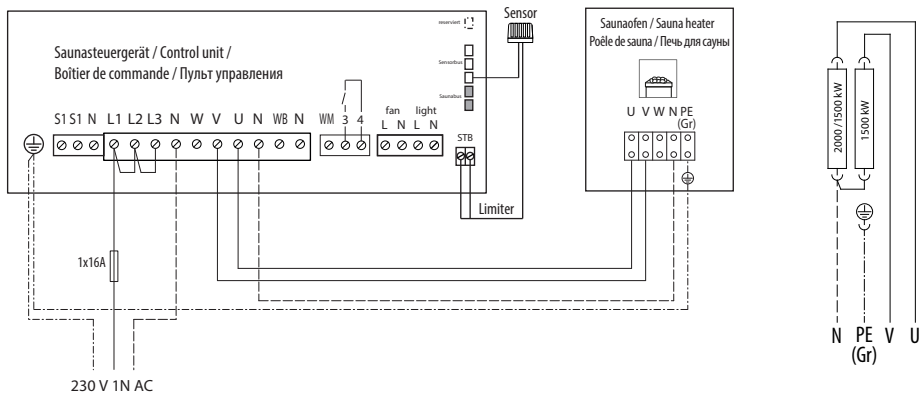 Saunasteuergerät / Control unit /
Boîtier de commande / Пульт управления
reserviert
Sensorbus
Saunabus
Sensor
S1 S1 N L1 L2 L3 N W V U N WB N
WM 3 4
fan light
L N L N
STB
Limiter
1x16A
230 V 1N AC
Saunaofen / Sauna heater
Poêle de sauna / Печь для сауны
U V W N PE
(Gr)
2000 /1500 kW
1500 kW
N PE V U
(Gr)